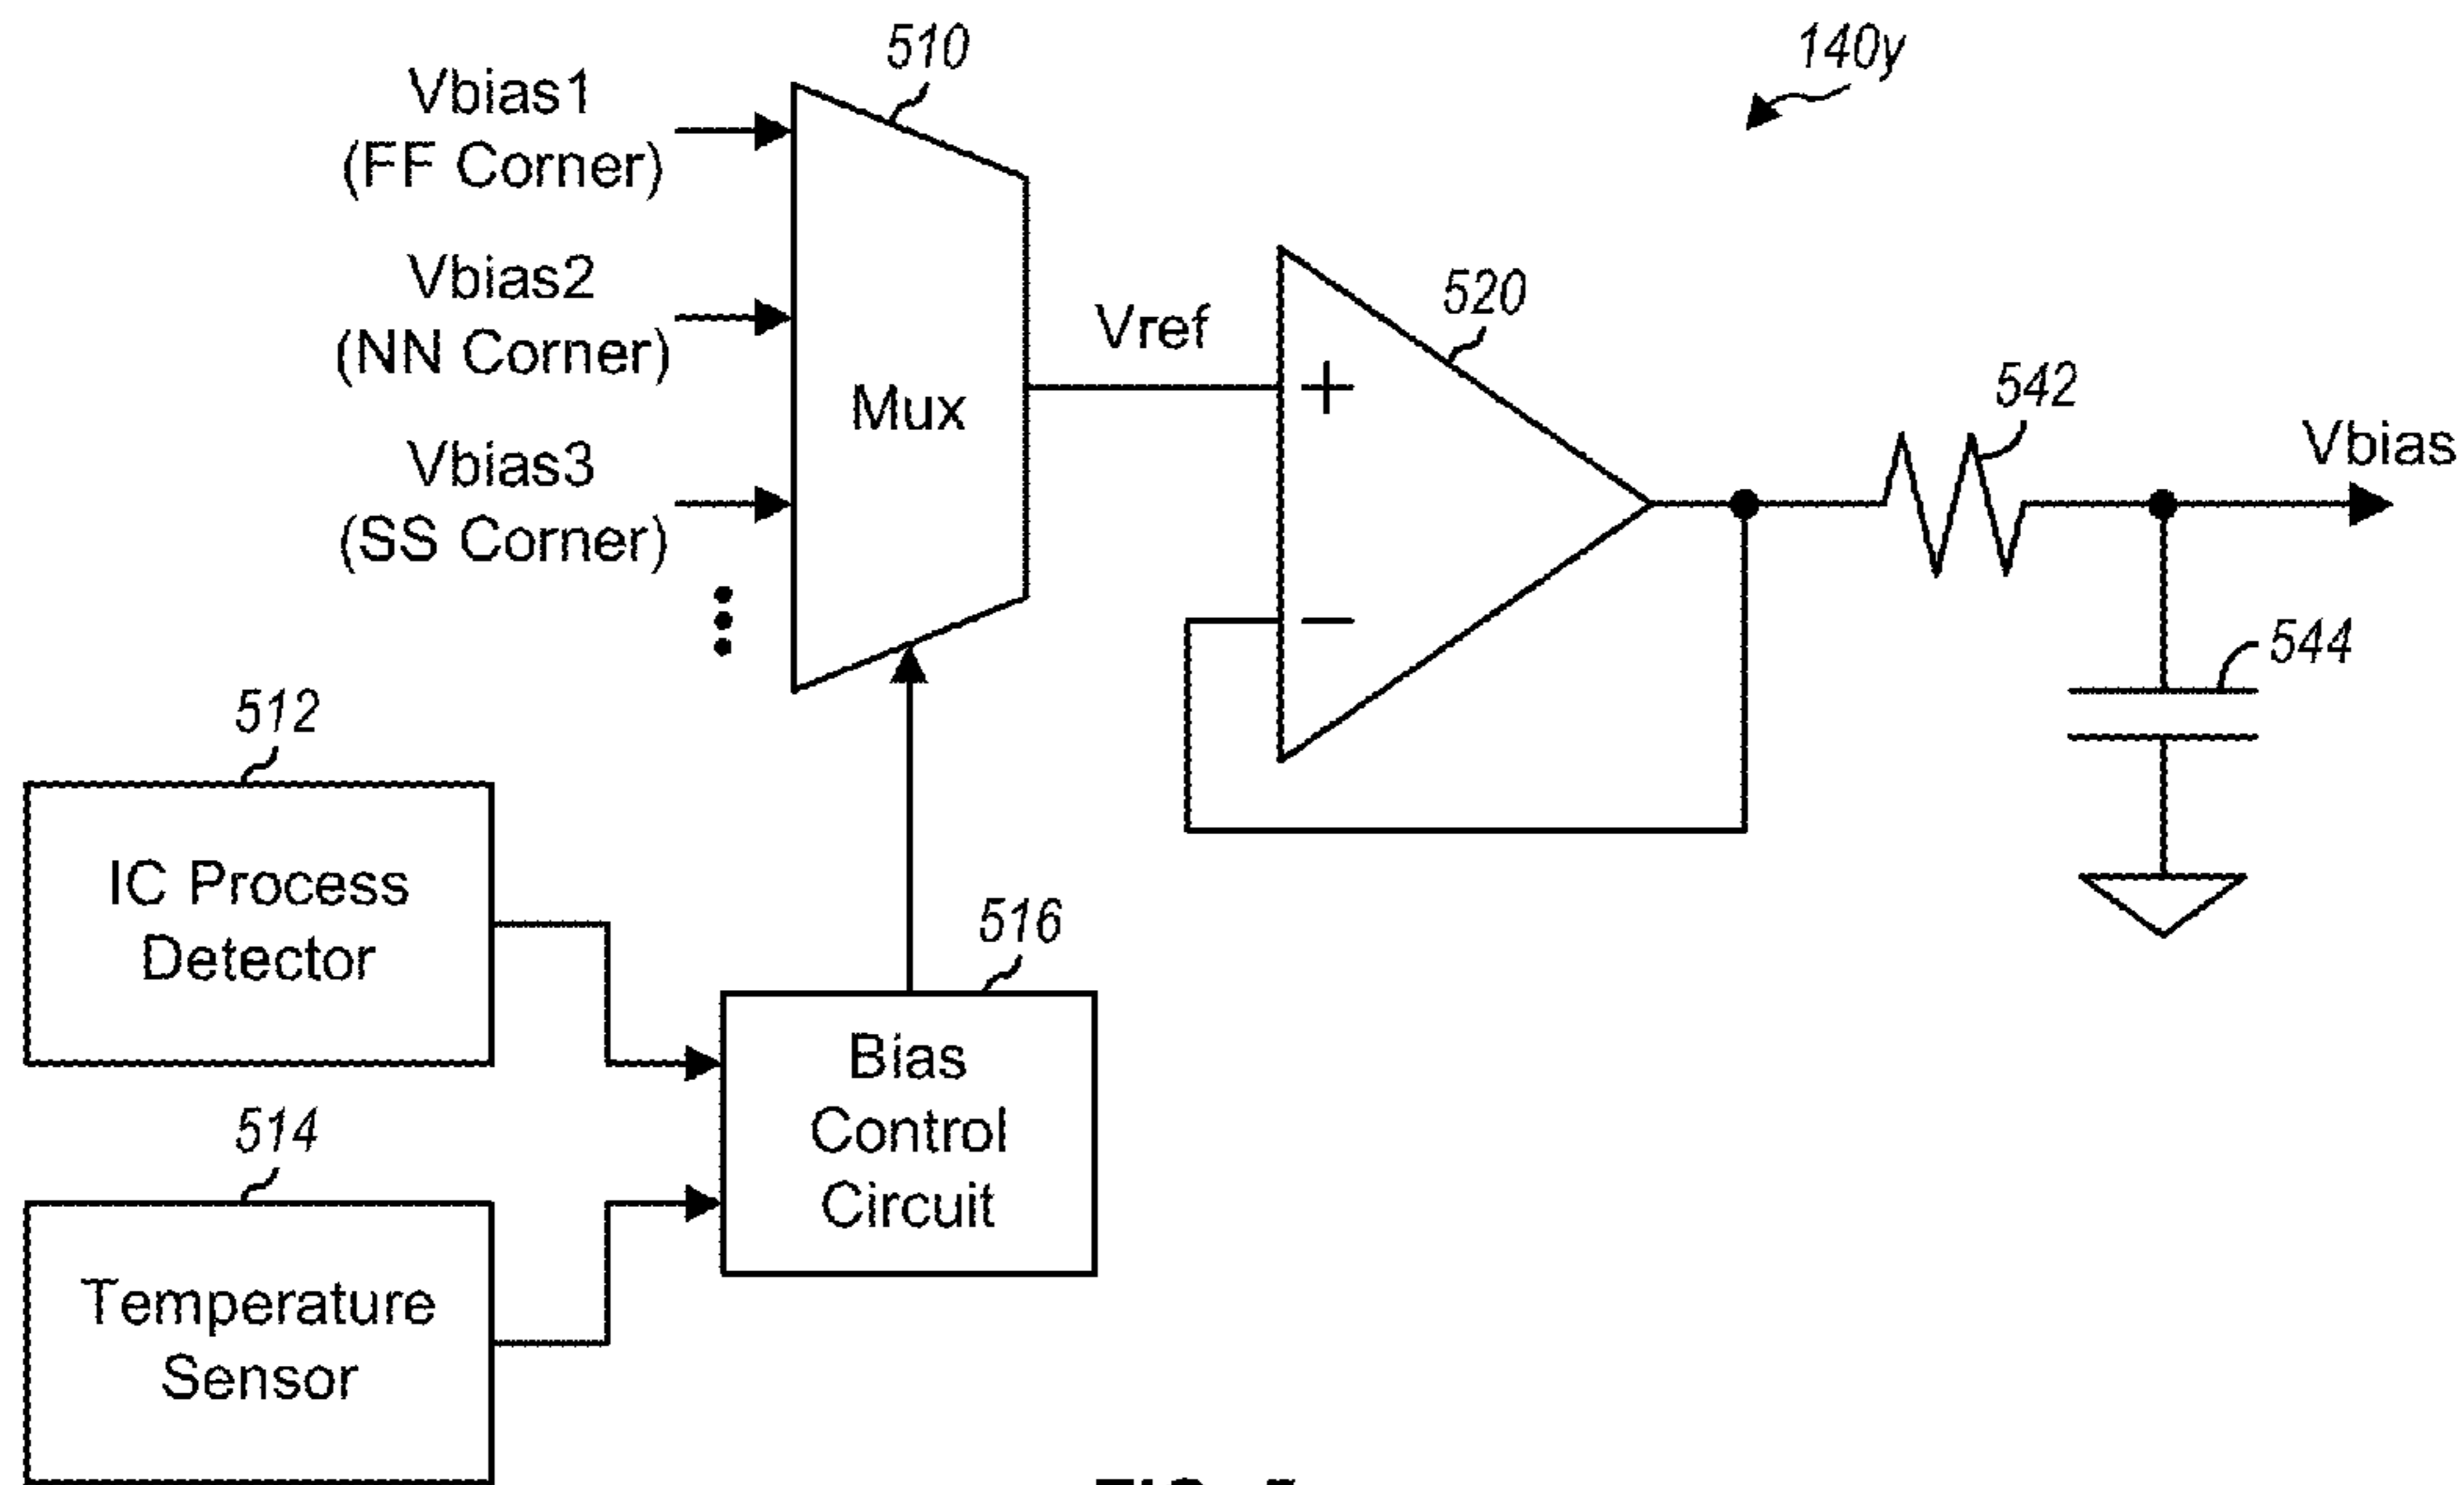 510
140y
Vbias1
(FF Corner)
Vbias2
(NN Corner)
Vref
520
Mux
542
Vbias
Vbias3
(SS Corner)
544
512
IC Process
Detector
516
Bias
Control
Circuit
514
Temperature
Sensor